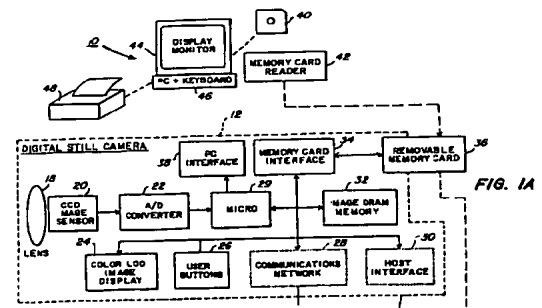 10
44
DISPLAY
MONITOR
40
MEMORY CARD
READER
42
PC + KEYBOARD
46
48
12
DIGITAL STILL CAMERA
38
PC
INTERFACE
MEMORY CARD
INTERFACE
34
REMOVABLE
MEMORY CARD
36
FIG. 1A
18
LENS
20
CCD
IMAGE
SENSOR
22
A/D
CONVERTER
29
MICRO
32
IMAGE DRAM
MEMORY
24
COLOR LCD
IMAGE
DISPLAY
26
USER
BUTTONS
28
COMMUNICATIONS
NETWORK
30
HOST
INTERFACE